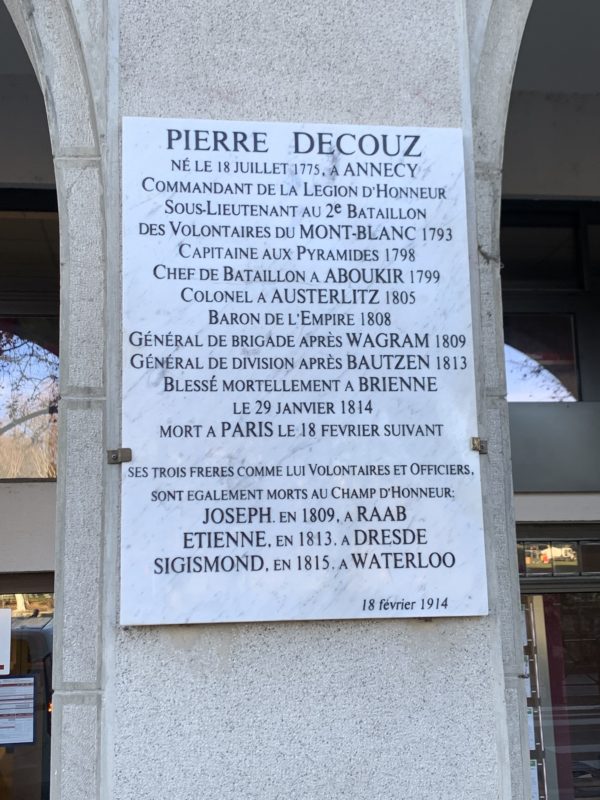 PIERRE DECOUZ
NÉ LE 18 JUILLET 1775, A ANNECY
COMMANDANT DE LA LEGION D'HONNEUR
SOUS-LIEUTENANT AU 2e BATAILLON
DES VOLONTAIRES DU MONT-BLANC 1793
CAPITAINE AUX PYRAMIDES 1798
CHEF DE BATAILLON A ABOUKIR 1799
COLONEL A AUSTERLITZ 1805
BARON DE L'EMPIRE 1808
GÉNÉRAL DE BRIGADE APRÈS WAGRAM 1809
GÉNÉRAL DE DIVISION APRÈS BAUTZEN 1813
BLESSÉ MORTELLEMENT A BRIENNE
LE 29 JANVIER 1814
MORT A PARIS LE 18 FEVRIER SUIVANT
SES TROIS FRERES COMME LUI VOLONTAIRES ET OFFICIERS,
SONT EGALEMENT MORTS AU CHAMP D'HONNEUR:
JOSEPH. EN 1809, A RAAB
ETIENNE, EN 1813. A DRESDE
SIGISMOND, EN 1815. A WATERLOO
18 février 1914